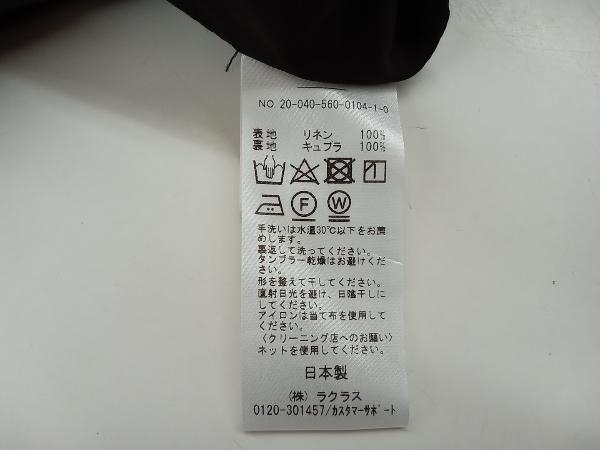 NO. 20-040-560-0104-1-0
表地 リネン 100%
裏地 キュプラ 100%
F W
手洗いは水温30℃以下をお薦
めします。
裏返して洗ってください。
タンブラー乾燥はお避けくだ
さい。
形を整えて干してください。
直射日光を避け、日陰干しに
してください。
アイロンは当て布を使用して
ください。
〈クリーニング店へのお願い〉
ネットを使用してください。
日本製
(株) ラクラス
0120-301457/カスタマーサポート